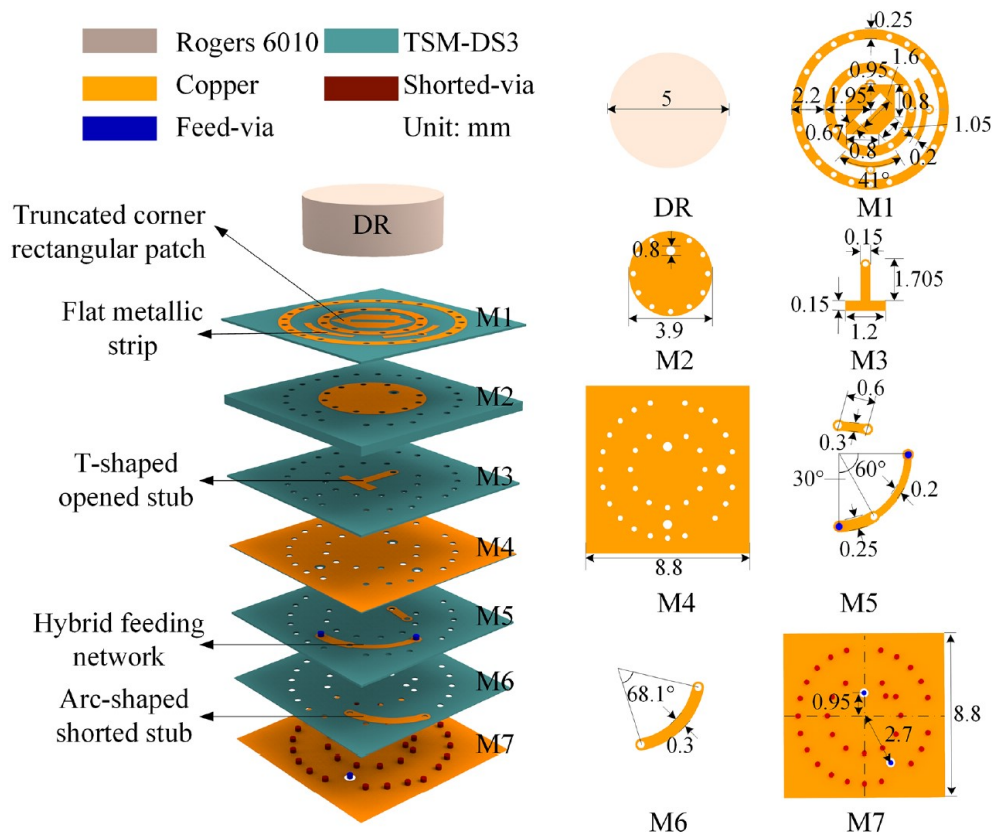 Rogers 6010
TSM-DS3
Copper
Shorted-via
Feed-via
Unit: mm
Truncated corner
rectangular patch
DR
Flat metallic
strip
M1
M2
T-shaped
opened stub
M3
M4
Hybrid feeding
network
M5
Arc-shaped
shorted stub
M6
M7
5
DR
0.25
1.6
0.95
2.2
1.95
0.8
1.05
0.67
0.8
0.2
41°
M1
0.8
3.9
M2
0.15
1.705
0.15
1.2
M3
8.8
M4
0.6
0.3
30°
60°
0.2
0.25
M5
68.1°
0.3
M6
0.95
2.7
8.8
M7